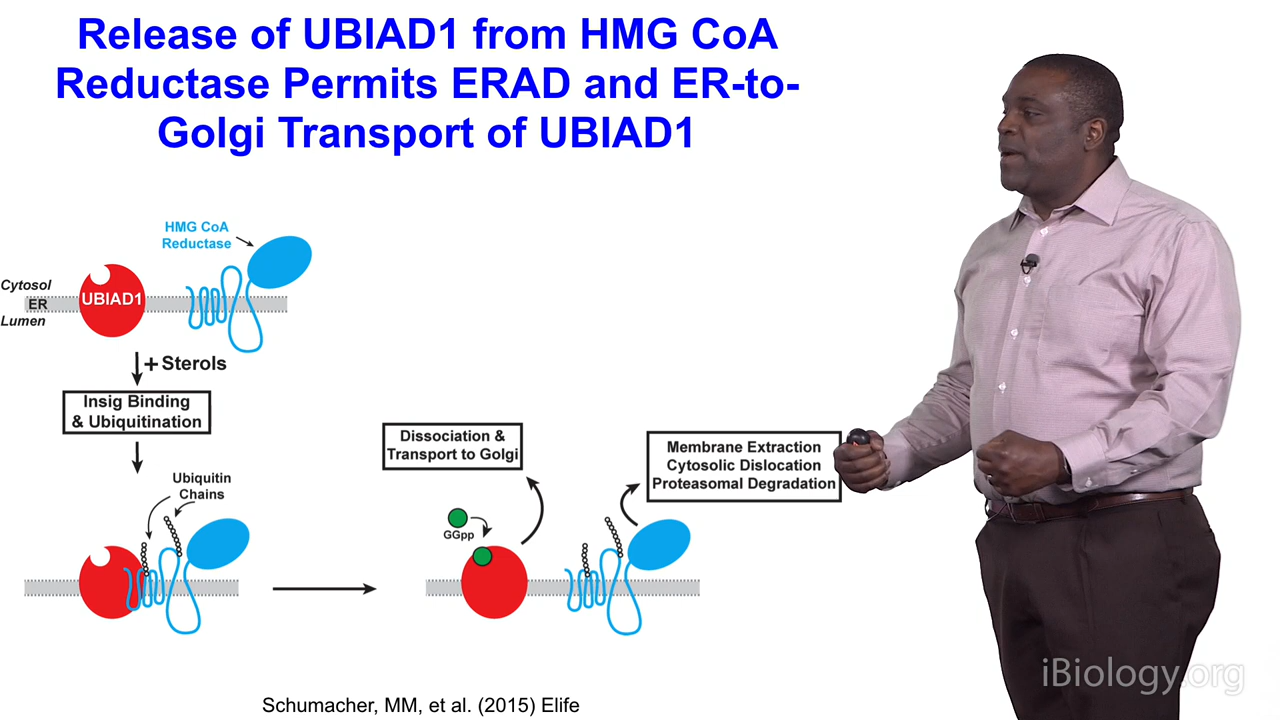 Release of UBIAD1 from HMG CoA
Reductase Permits ERAD and ER-to-
Golgi Transport of UBIAD1
HMG CoA
Reductase
Cytosol
ER
Lumen
UBIAD1
+ Sterols
Insig Binding
& Ubiquitination
Ubiquitin
Chains
Dissociation &
Transport to Golgi
GGpp
Membrane Extraction
Cytosolic Dislocation
Proteasomal Degradation
Schumacher, MM, et al. (2015) Elife
iBiology.org